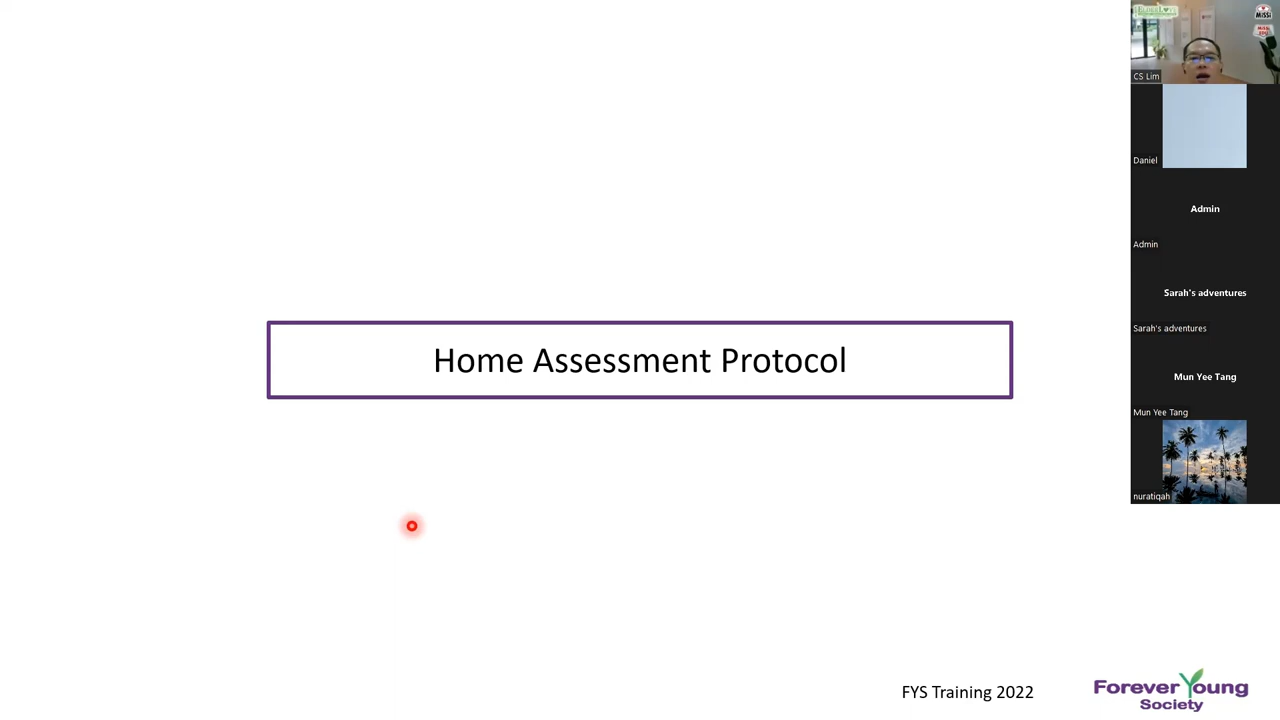 Home Assessment Protocol
FYS Training 2022
Forever Young
Society
MiSSi
CS Lim
Daniel
Admin
Admin
Sarah's adventures
Sarah's adventures
Mun Yee Tang
Mun Yee Tang
nuratiqah